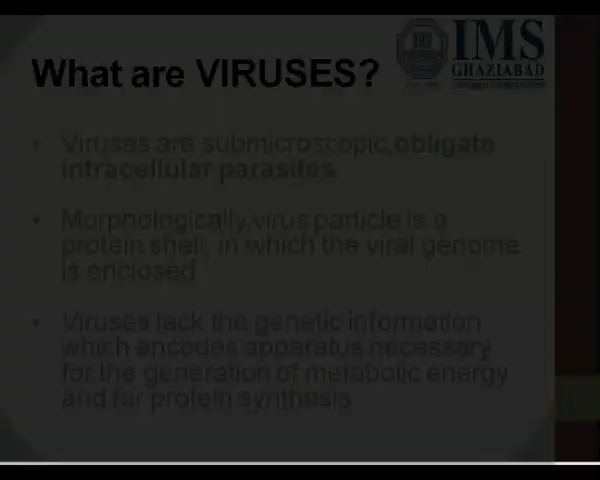 IMS
GHAZIABAD
What are VIRUSES?
• Viruses are submicroscopic,obligate
intracellular parasites
• Morphologically,virus particle is a
protein shell, in which the viral genome
is enclosed
• Viruses lack the genetic information
which encodes apparatus necessary
for the generation of metabolic energy
and for protein synthesis